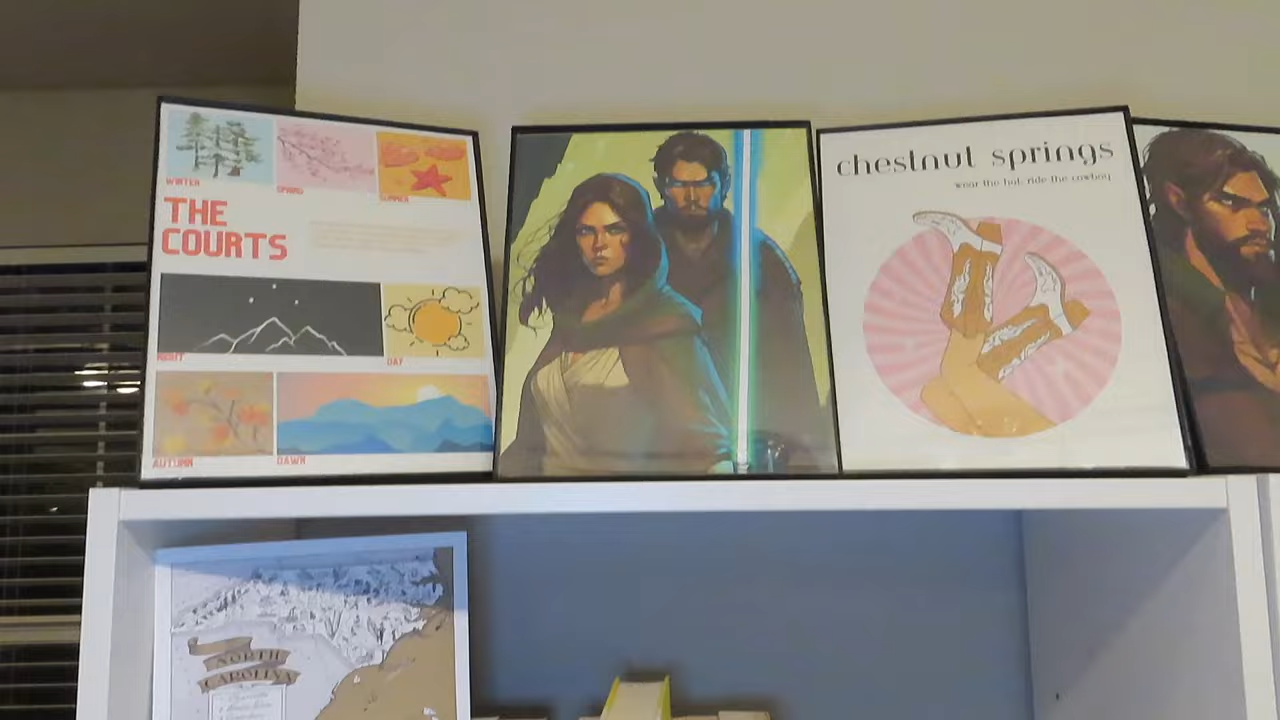 WINTER
SPRING
SUMMER
THE
COURTS
NIGHT
DAY
AUTUMN
DAWN
chestnut springs
wear the hat, ride the cowboy
NORTH
CAROLINA